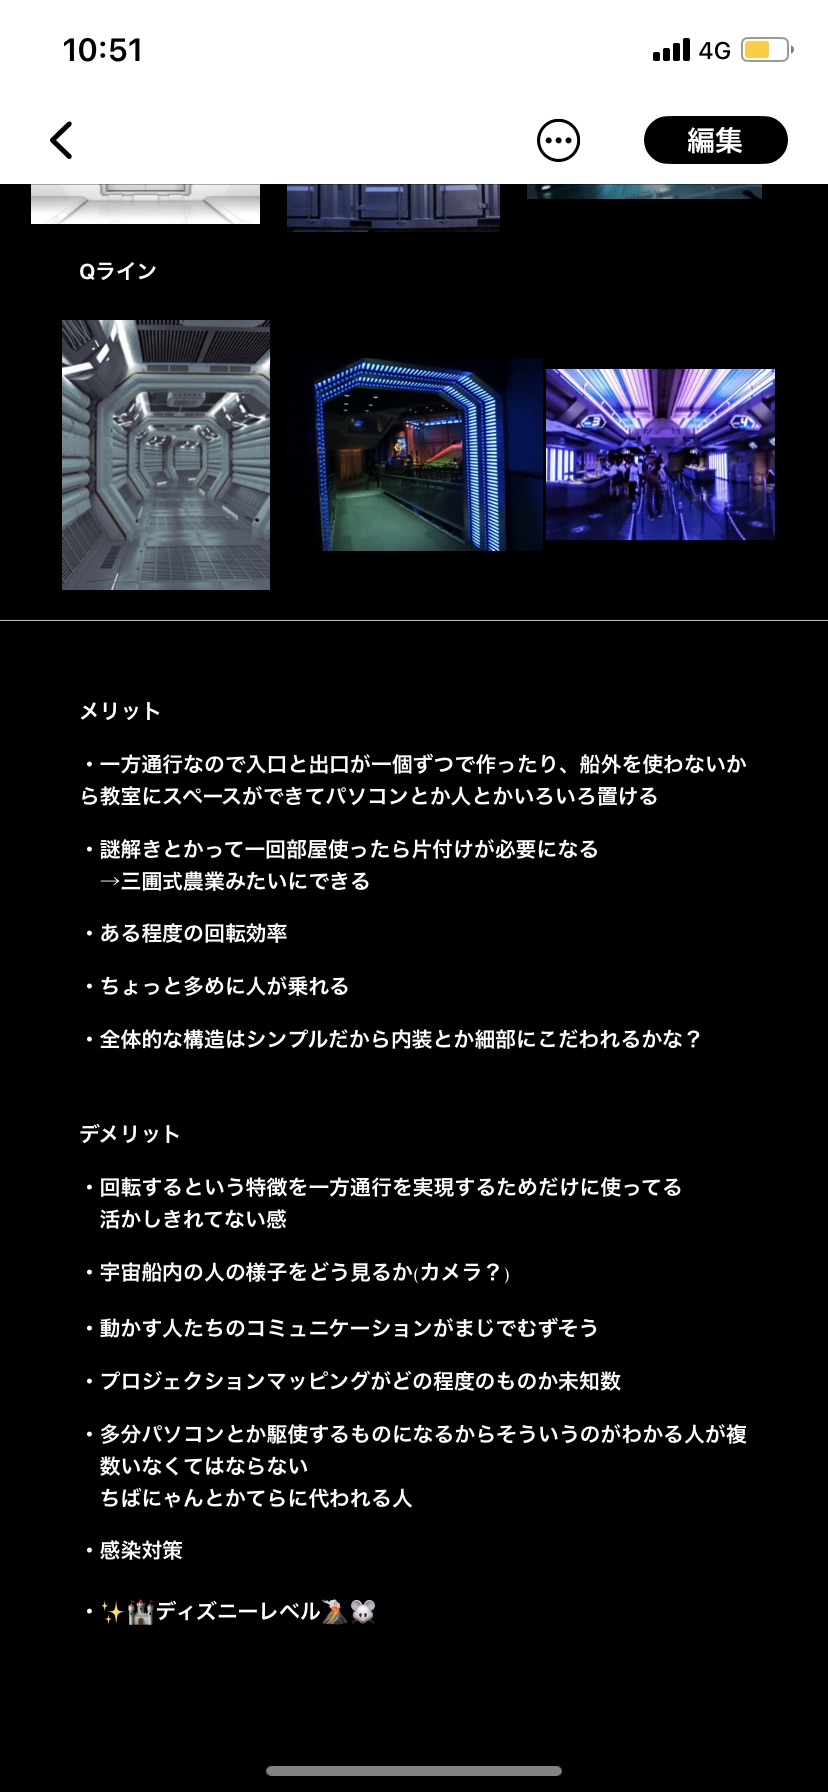 10:51
4G
編集
Qライン
3
4
メリット
・一方通行なので入口と出口が一個ずつで作ったり、船外を使わないか
ら教室にスペースができてパソコンとか人とかいろいろ置ける
・謎解きとかって一回部屋使ったら片付けが必要になる
→三圃式農業みたいにできる
・ある程度の回転効率
・ちょっと多めに人が乗れる
・全体的な構造はシンプルだから内装とか細部にこだわれるかな？
デメリット
・回転するという特徴を一方通行を実現するためだけに使ってる
活かしきれてない感
・宇宙船内の人の様子をどう見るか(カメラ？)
・動かす人たちのコミュニケーションがまじでむずそう
・プロジェクションマッピングがどの程度のものか未知数
・多分パソコンとか駆使するものになるからそういうのがわかる人が複
数いなくてはならない
ちばにゃんとかてらに代われる人
・感染対策
・✨🏰ディズニーレベル🌋🐭